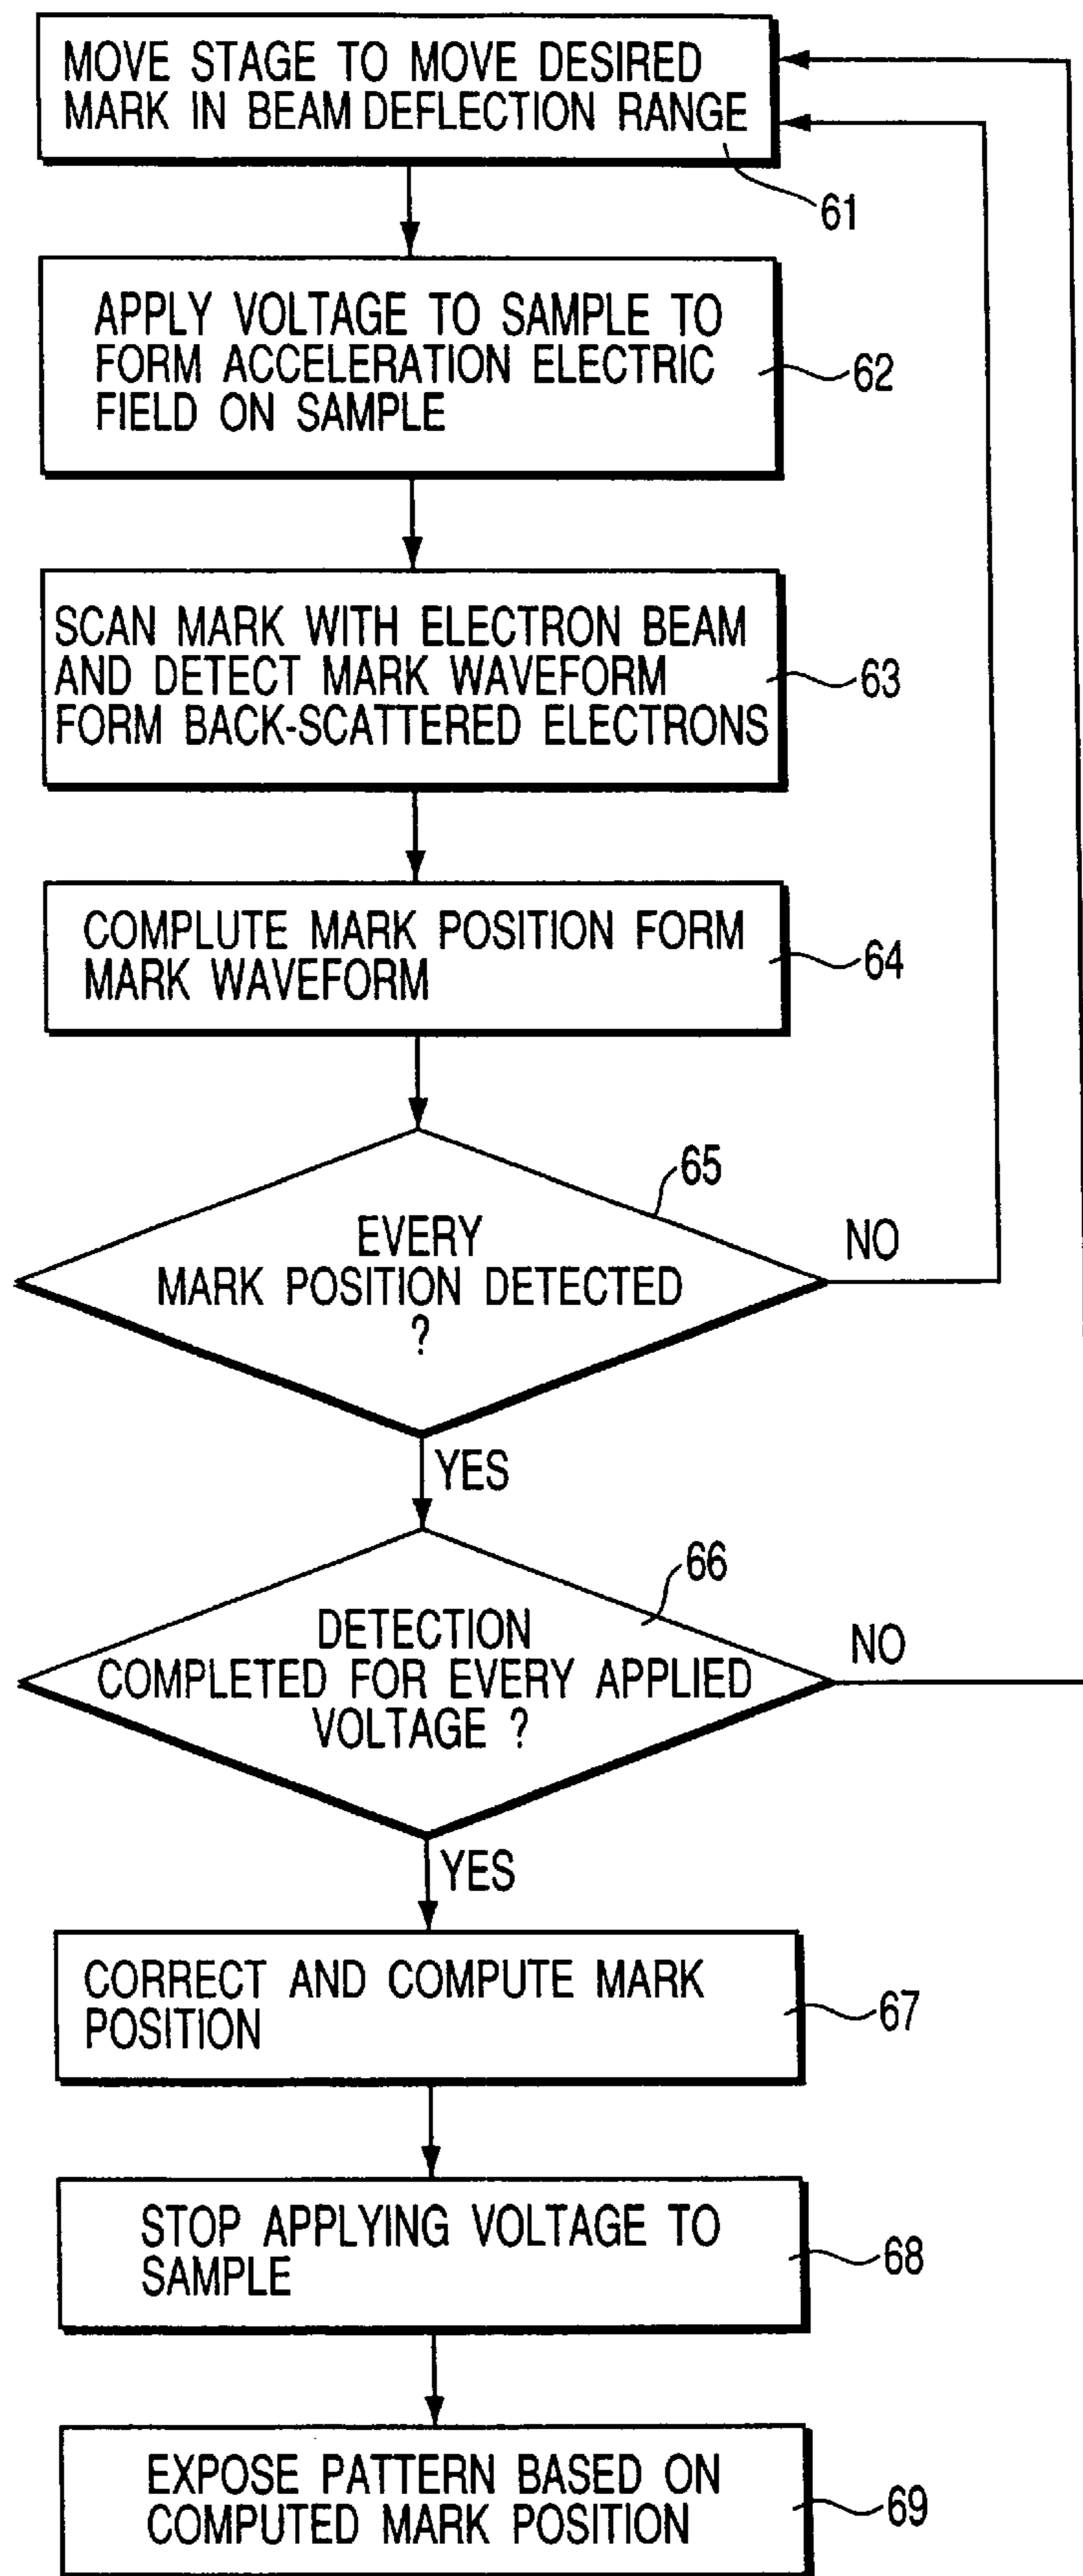 MOVE STAGE TO MOVE DESIRED
MARK IN BEAM DEFLECTION RANGE
61
APPLY VOLTAGE TO SAMPLE TO
FORM ACCELERATION ELECTRIC
FIELD ON SAMPLE
62
SCAN MARK WITH ELECTRON BEAM
AND DETECT MARK WAVEFORM
FORM BACK-SCATTERED ELECTRONS
63
COMPLUTE MARK POSITION FORM
MARK WAVEFORM
64
65
EVERY
MARK POSITION DETECTED
?
NO
YES
66
DETECTION
COMPLETED FOR EVERY APPLIED
VOLTAGE ?
NO
YES
CORRECT AND COMPUTE MARK
POSITION
67
STOP APPLYING VOLTAGE TO
SAMPLE
68
EXPOSE PATTERN BASED ON
COMPUTED MARK POSITION
69